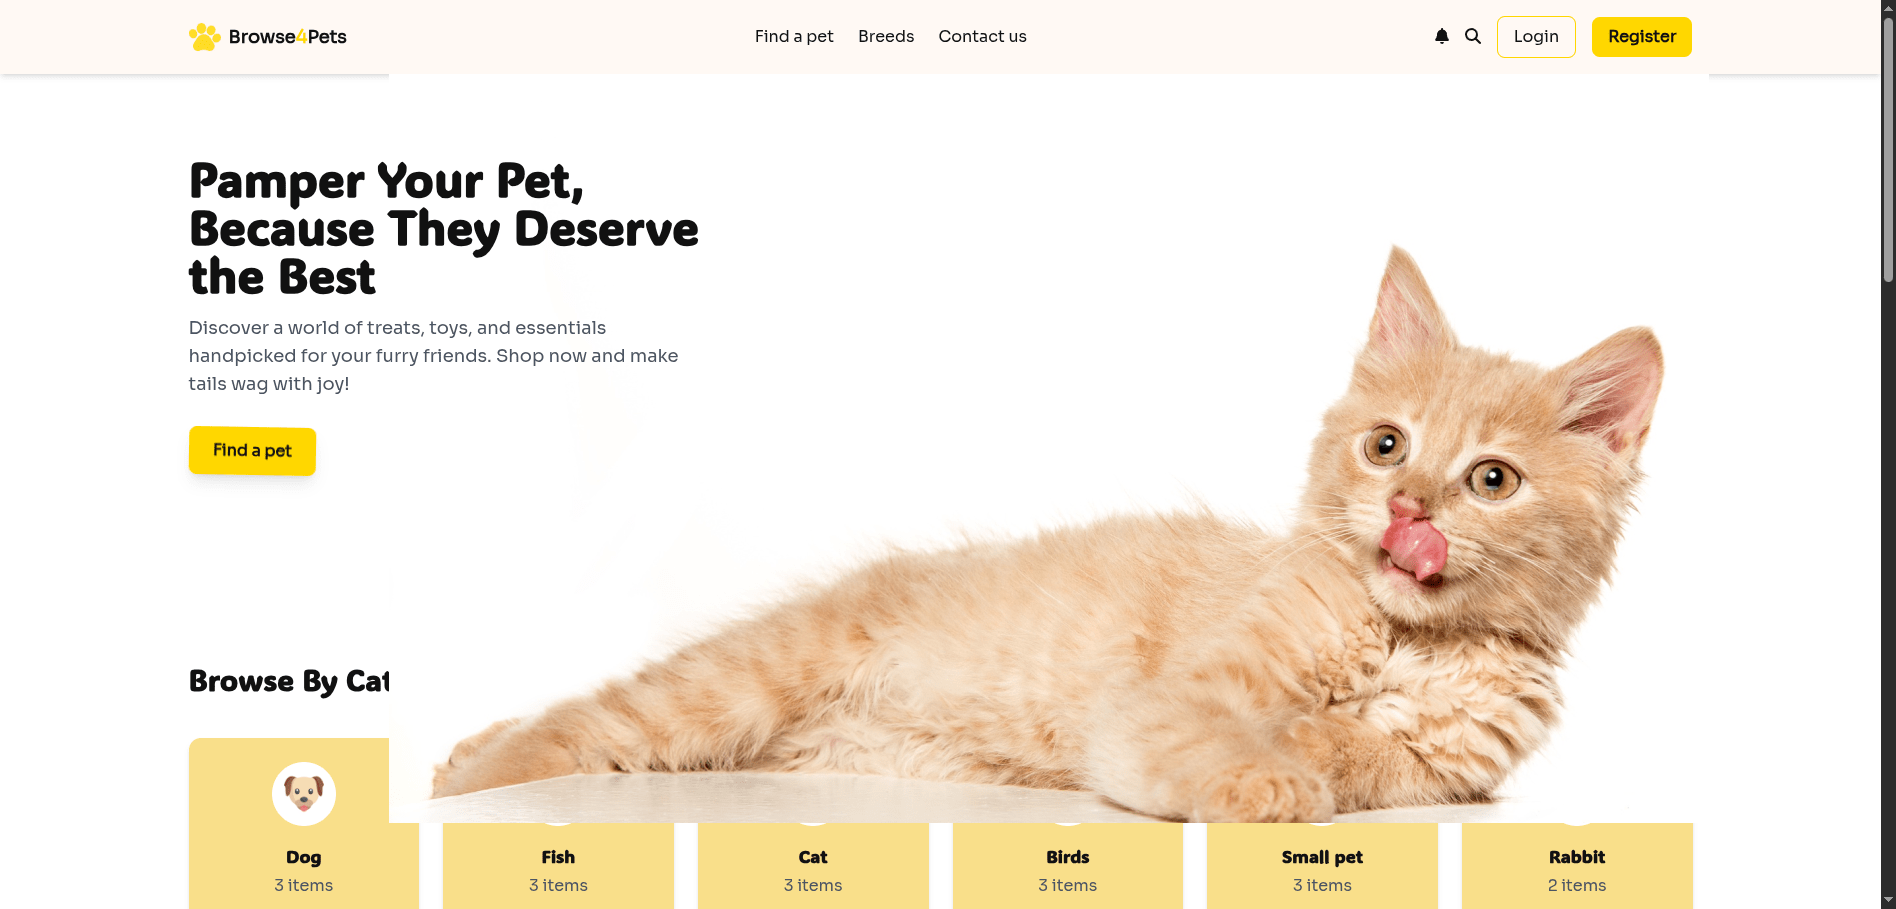 Browse4Pets
Find a pet
Breeds
Contact us
Login
Register
Pamper Your Pet,
Because They Deserve
the Best
Discover a world of treats, toys, and essentials
handpicked for your furry friends. Shop now and make
tails wag with joy!
Find a pet
Browse By Cat
Dog
3 items
Fish
3 items
Cat
3 items
Birds
3 items
Small pet
3 items
Rabbit
2 items